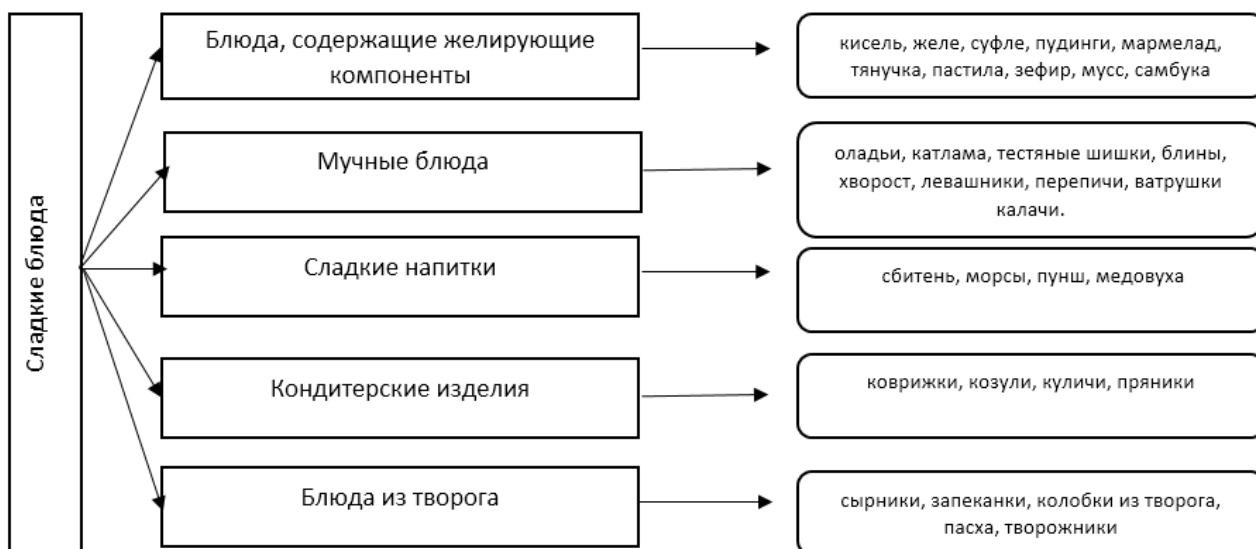 Сладкие блюда
Блюда, содержащие желирующие
компоненты
кисель, желе, суфле, пудинги, мармелад,
тянучка, пастила, зефир, мусс, самбука
Мучные блюда
оладьи, катлама, тестяные шишки, блины,
хворост, левашники, перепичи, ватрушки
калачи.
Сладкие напитки
сбитень, морсы, пунш, медовуха
Кондитерские изделия
коврижки, козули, куличи, пряники
Блюда из творога
сырники, запеканки, колобки из творога,
пасха, творожники